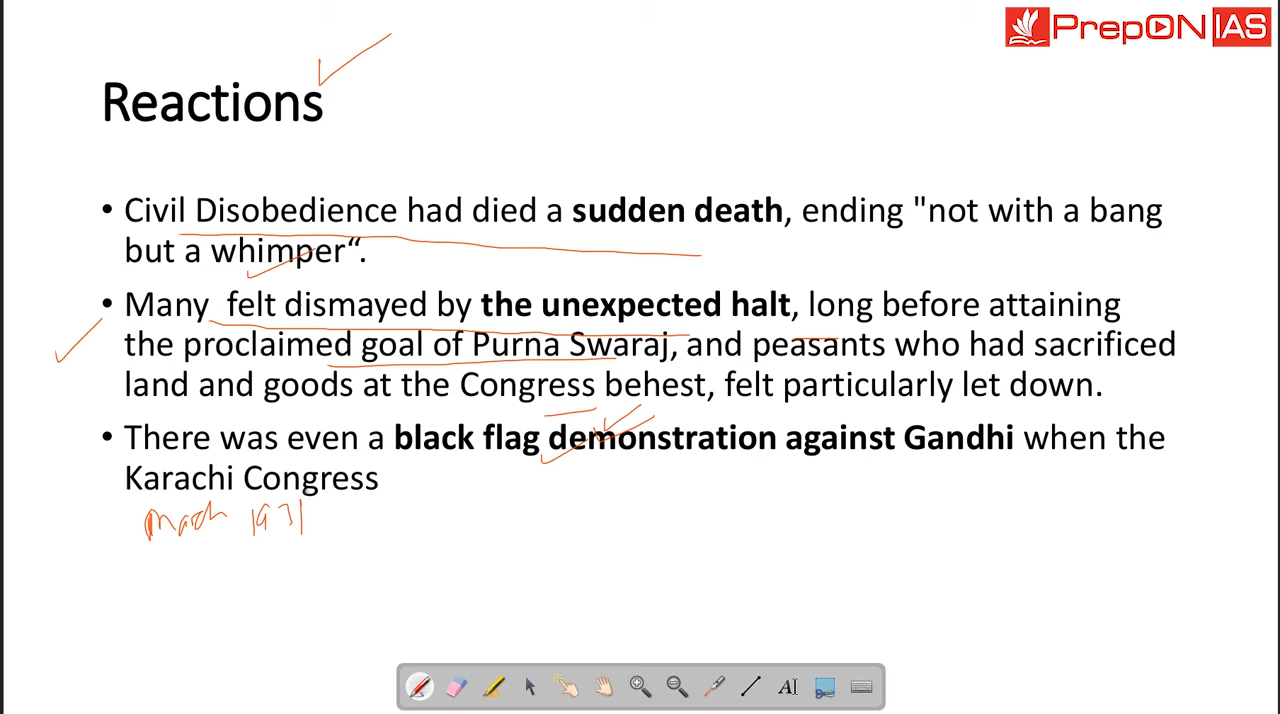 PrepON IAS
Reactions
• Civil Disobedience had died a sudden death, ending "not with a bang
but a whimper“.
• Many felt dismayed by the unexpected halt, long before attaining
the proclaimed goal of Purna Swaraj, and peasants who had sacrificed
land and goods at the Congress behest, felt particularly let down.
• There was even a black flag demonstration against Gandhi when the
Karachi Congress
March 1931
AI